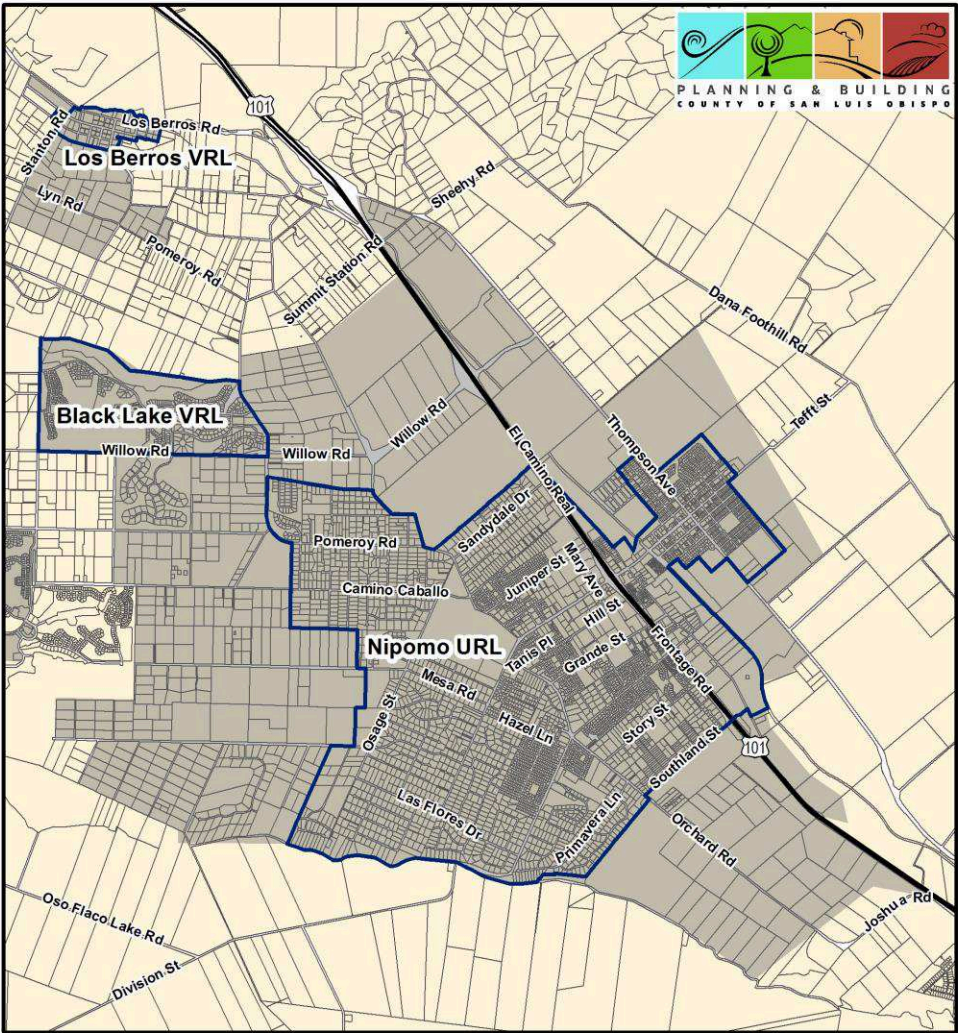 PLANNING & BUILDING
COUNTY OF SAN LUIS OBISPO
101
Los Berros Rd
Stanton Rd
Los Berros VRL
Lyn Rd
Sheehy Rd
Pomeroy Rd
Summit Station Rd
Dana Foothill Rd
Tefft St
Black Lake VRL
Willow Rd
Willow Rd
Willow Rd
El Camino Real
Thompson Ave
Sandydale Dr
Pomeroy Rd
Mary Ave
Juniper St
Camino Caballo
Hill St
Nipomo URL
Tanis Pl
Grande St
Frontage Rd
Mesa Rd
Osage St
Hazel Ln
Story St
Southland St
101
Las Flores Dr
Primavera Ln
Orchard Rd
Joshua Rd
Oso Flaco Lake Rd
Division St